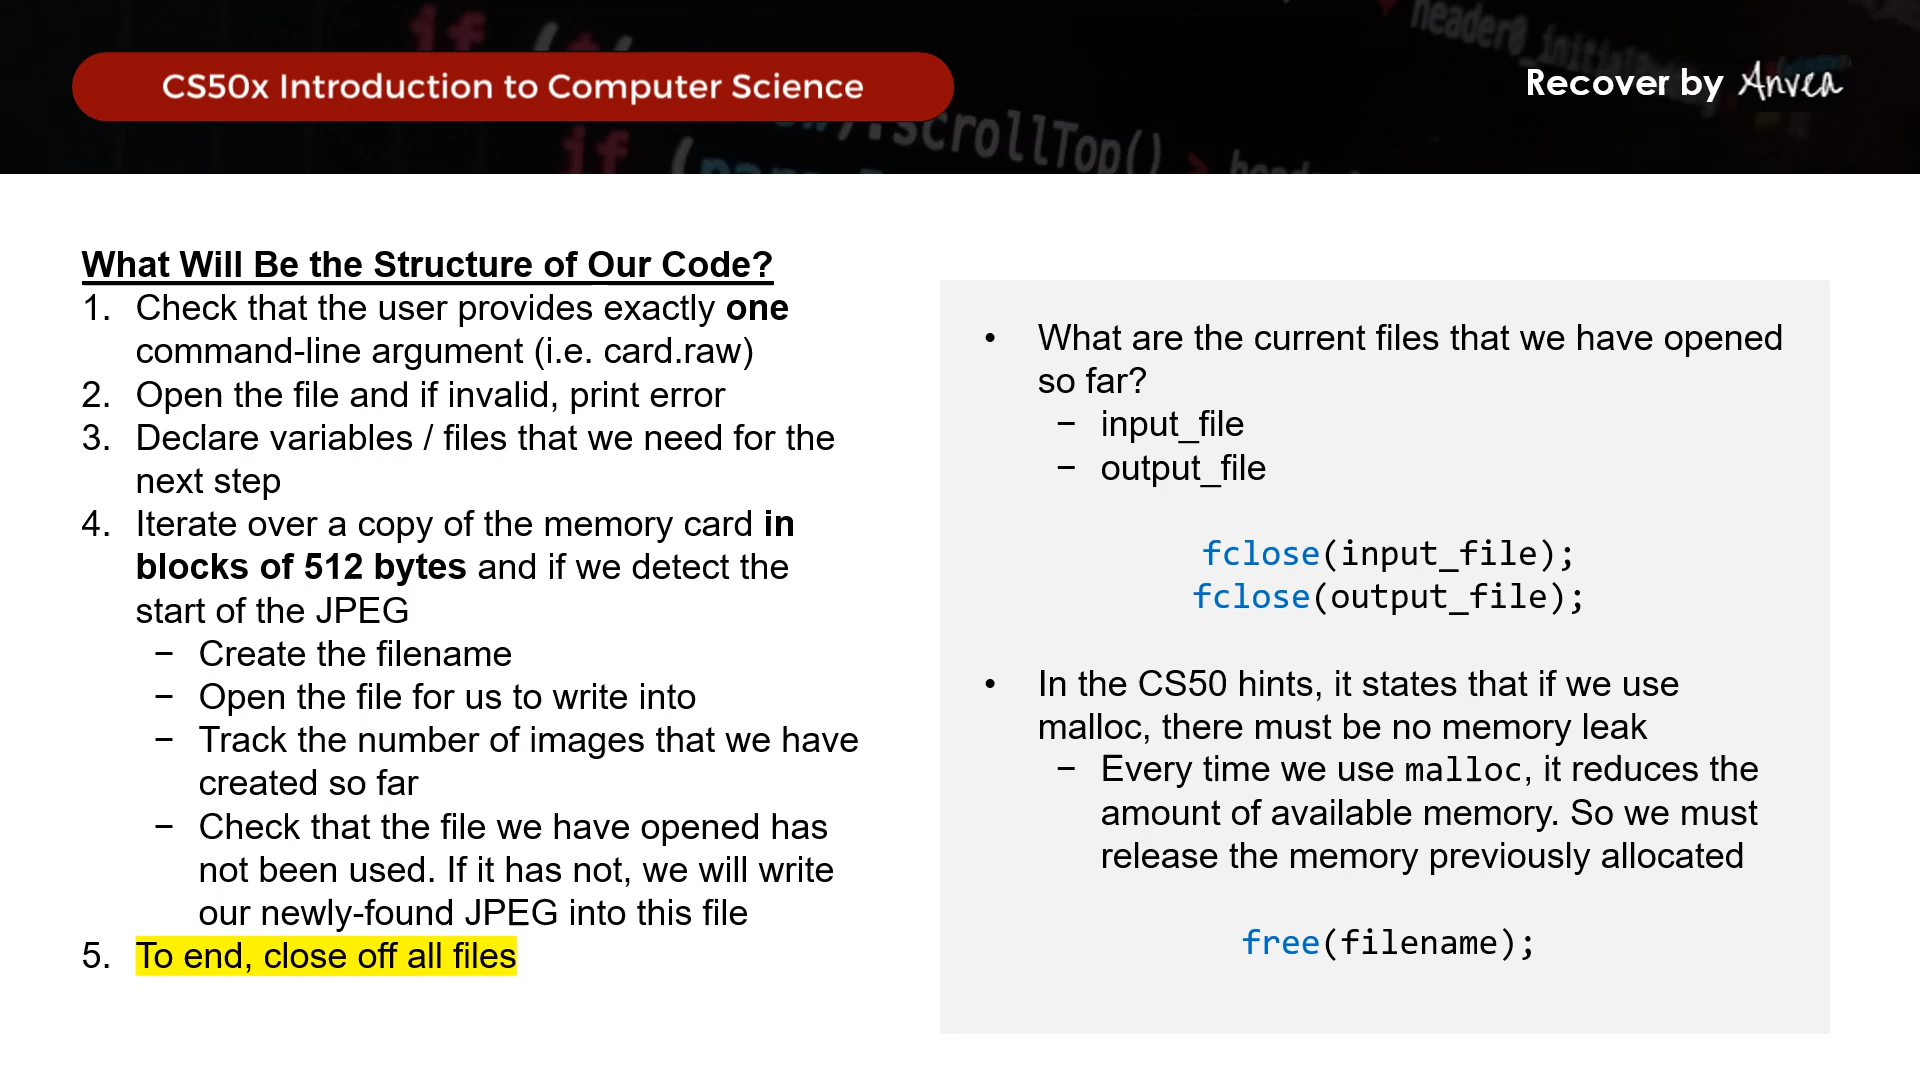 if (
header0_initial
CS50x Introduction to Computer Science
Recover by Anvea
.scrollTop() > 
if (
What Will Be the Structure of Our Code?
1. Check that the user provides exactly one
command-line argument (i.e. card.raw)
2. Open the file and if invalid, print error
3. Declare variables / files that we need for the
next step
4. Iterate over a copy of the memory card in
blocks of 512 bytes and if we detect the
start of the JPEG
− Create the filename
− Open the file for us to write into
− Track the number of images that we have
created so far
− Check that the file we have opened has
not been used. If it has not, we will write
our newly-found JPEG into this file
5. To end, close off all files
• What are the current files that we have opened
so far?
− input_file
− output_file
fclose(input_file);
fclose(output_file);
• In the CS50 hints, it states that if we use
malloc, there must be no memory leak
− Every time we use malloc, it reduces the
amount of available memory. So we must
release the memory previously allocated
free(filename);